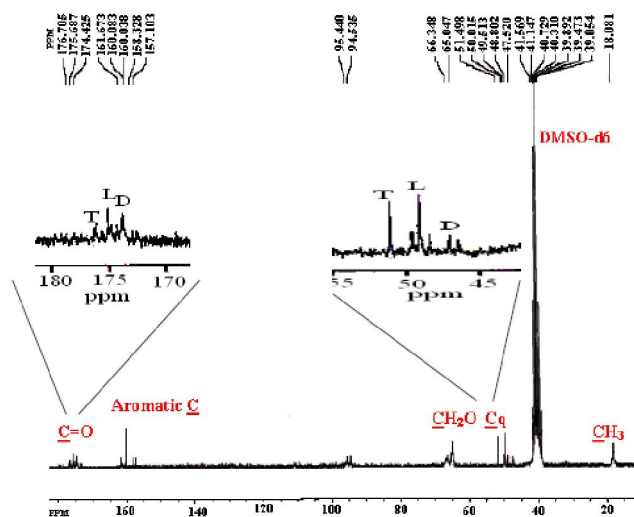 PPM 176.705 175.687 174.425 161.673 160.083 160.038 158.328 157.103 95.440 94.535 66.348 65.047 51.498 50.015 49.513 48.802 47.520 41.569 41.147 40.729 40.310 39.892 39.473 39.054 18.081
DMSO-d6
T L D
180 175 170
ppm
T L D
55 50 45
ppm
C=O
Aromatic C
CH2O
Cq
CH3
PPM 160 140 120 100 80 60 40 20